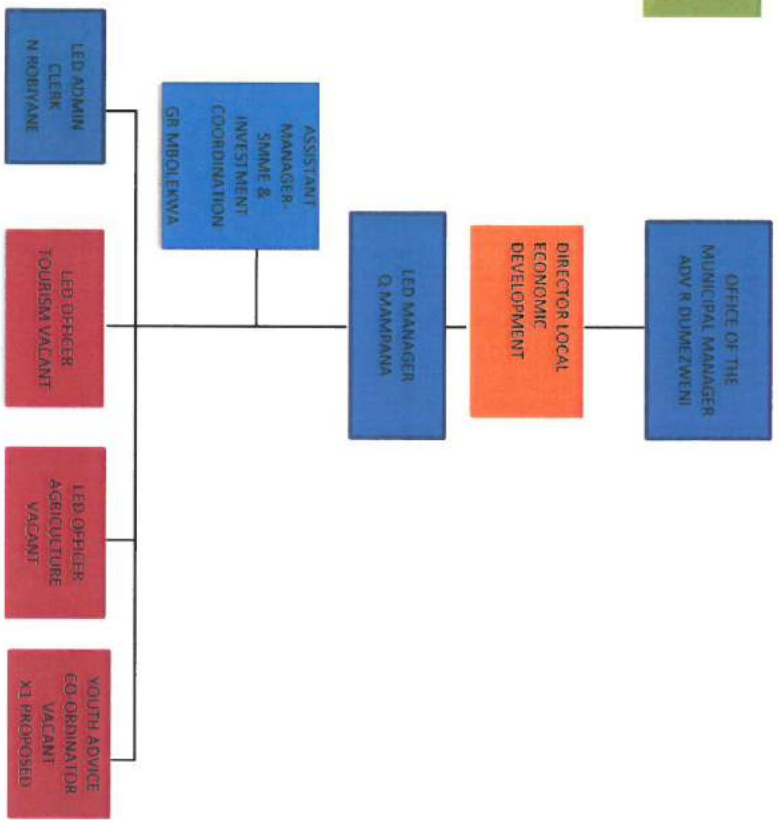 OFFICE OF THE
MUNICIPAL MANAGER
ADV R DUMEZWENI
DIRECTOR LOCAL
ECONOMIC
DEVELOPMENT
LED MANAGER
Q MAMPANA
ASSISTANT
MANAGER-
SMME &
INVESTMENT
COORDINATION
GR MBOLEKWA
LED ADMIN
CLERK
N ROBIYANE
LED OFFICER
TOURISM VACANT
LED OFFICER
AGRICULTURE
VACANT
YOUTH ADVICE
CO-ORDINATOR
VACANT
X1 PROPOSED